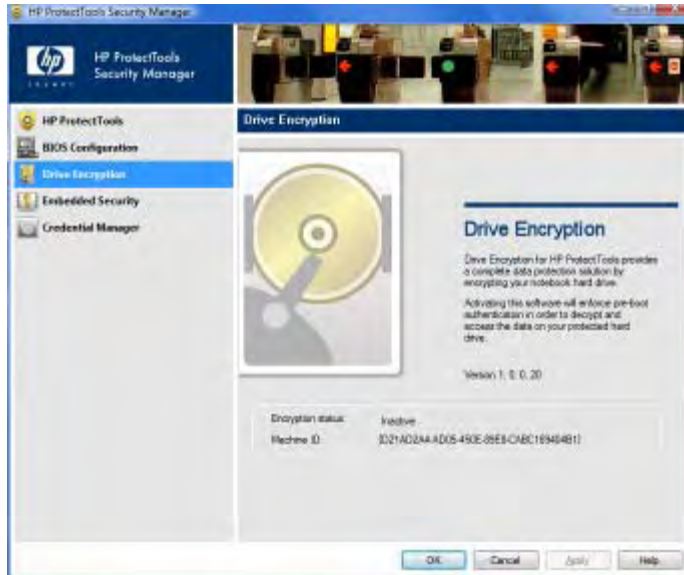 HP ProtectTools Security Manager
hp
invent
HP ProtectTools
Security Manager
HP ProtectTools
BIOS Configuration
Drive Encryption
Embedded Security
Credential Manager
Drive Encryption
Drive Encryption
Drive Encryption for HP ProtectTools provides
a complete data protection solution by
encrypting your notebook hard drive.
Activating this software will enforce pre-boot
authentication in order to decrypt and
access the data on your protected hard
drive.
Version 1. 0. 0. 20
Encryption status: Inactive
Machine ID:
OK Cancel Apply Help